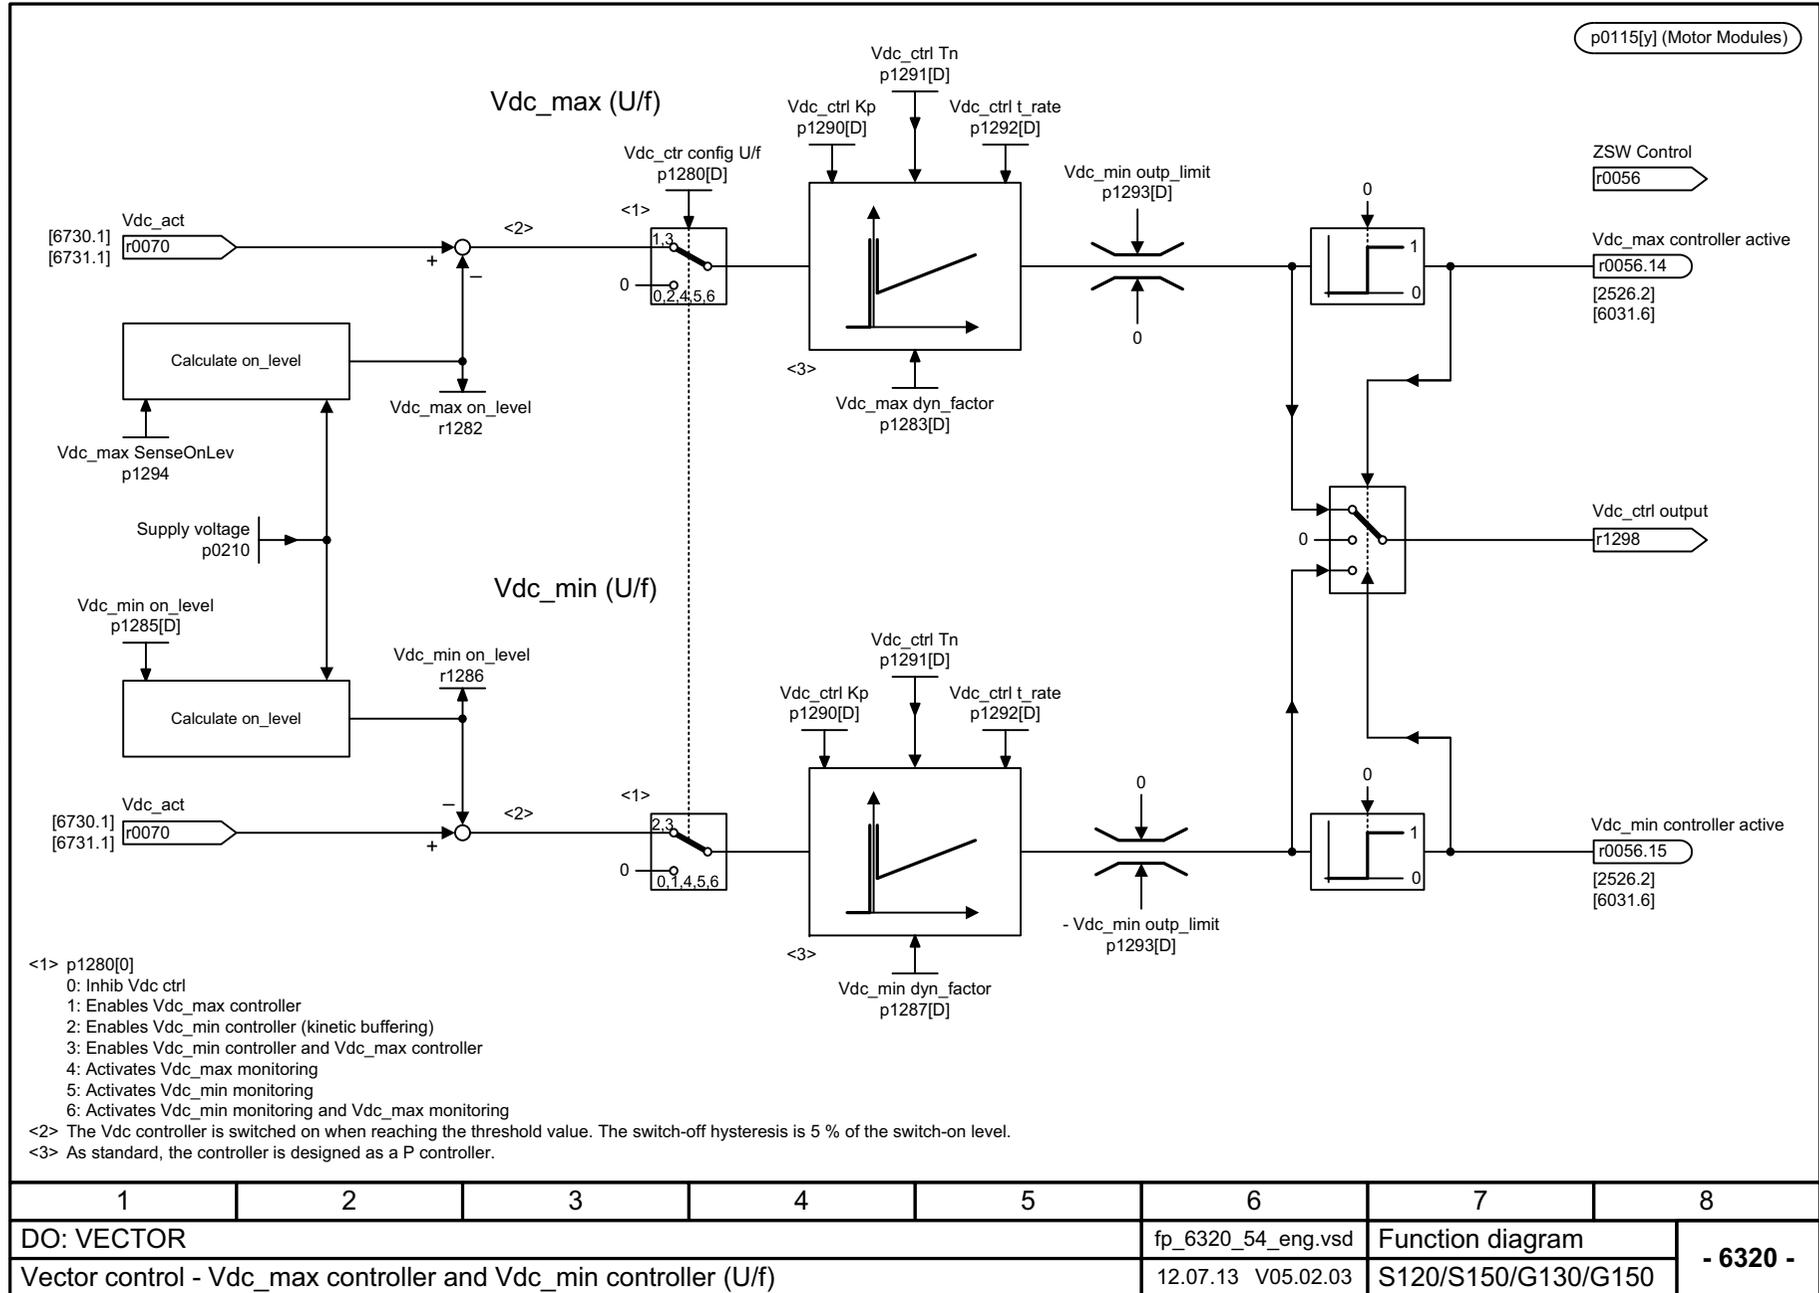 p0115[y] (Motor Modules)
Vdc_max (U/f)
Vdc_ctrl Tn
p1291[D]
Vdc_ctrl Kp
p1290[D]
Vdc_ctrl t_rate
p1292[D]
Vdc_ctr config U/f
p1280[D]
Vdc_min outp_limit
p1293[D]
0
ZSW Control
r0056
[6730.1]
[6731.1]
Vdc_act
r0070
+
–
<2>
<1>
1,3
0
0,2,4,5,6
0
1
0
Vdc_max controller active
r0056.14
[2526.2]
[6031.6]
Calculate on_level
Vdc_max on_level
r1282
<3>
Vdc_max dyn_factor
p1283[D]
Vdc_max SenseOnLev
p1294
Supply voltage
p0210
0
Vdc_ctrl output
r1298
Vdc_min (U/f)
Vdc_min on_level
p1285[D]
Vdc_min on_level
r1286
Calculate on_level
Vdc_ctrl Tn
p1291[D]
Vdc_ctrl Kp
p1290[D]
Vdc_ctrl t_rate
p1292[D]
[6730.1]
[6731.1]
Vdc_act
r0070
–
+
<2>
<1>
2,3
0
0,1,4,5,6
0
0
1
0
Vdc_min controller active
r0056.15
[2526.2]
[6031.6]
- Vdc_min outp_limit
p1293[D]
<3>
Vdc_min dyn_factor
p1287[D]
<1> p1280[0]
0: Inhib Vdc ctrl
1: Enables Vdc_max controller
2: Enables Vdc_min controller (kinetic buffering)
3: Enables Vdc_min controller and Vdc_max controller
4: Activates Vdc_max monitoring
5: Activates Vdc_min monitoring
6: Activates Vdc_min monitoring and Vdc_max monitoring
<2> The Vdc controller is switched on when reaching the threshold value. The switch-off hysteresis is 5 % of the switch-on level.
<3> As standard, the controller is designed as a P controller.
1 2 3 4 5 6 7 8
DO: VECTOR
fp_6320_54_eng.vsd
Function diagram
- 6320 -
Vector control - Vdc_max controller and Vdc_min controller (U/f)
12.07.13 V05.02.03
S120/S150/G130/G150